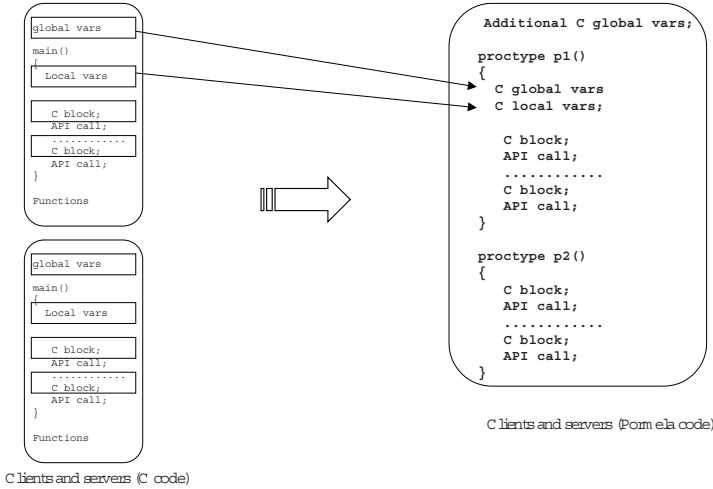 global vars
main()
{
Local vars
C block;
API call;
............
C block;
API call;
}
Functions
global vars
main()
{
Local vars
C block;
API call;
............
C block;
API call;
}
Functions
Clients and servers (C code)
Additional C global vars;
proctype p1()
{
C global vars
C local vars;
C block;
API call;
............
C block;
API call;
}
proctype p2()
{
C block;
API call;
............
C block;
API call;
}
Clients and servers (Pormela code)